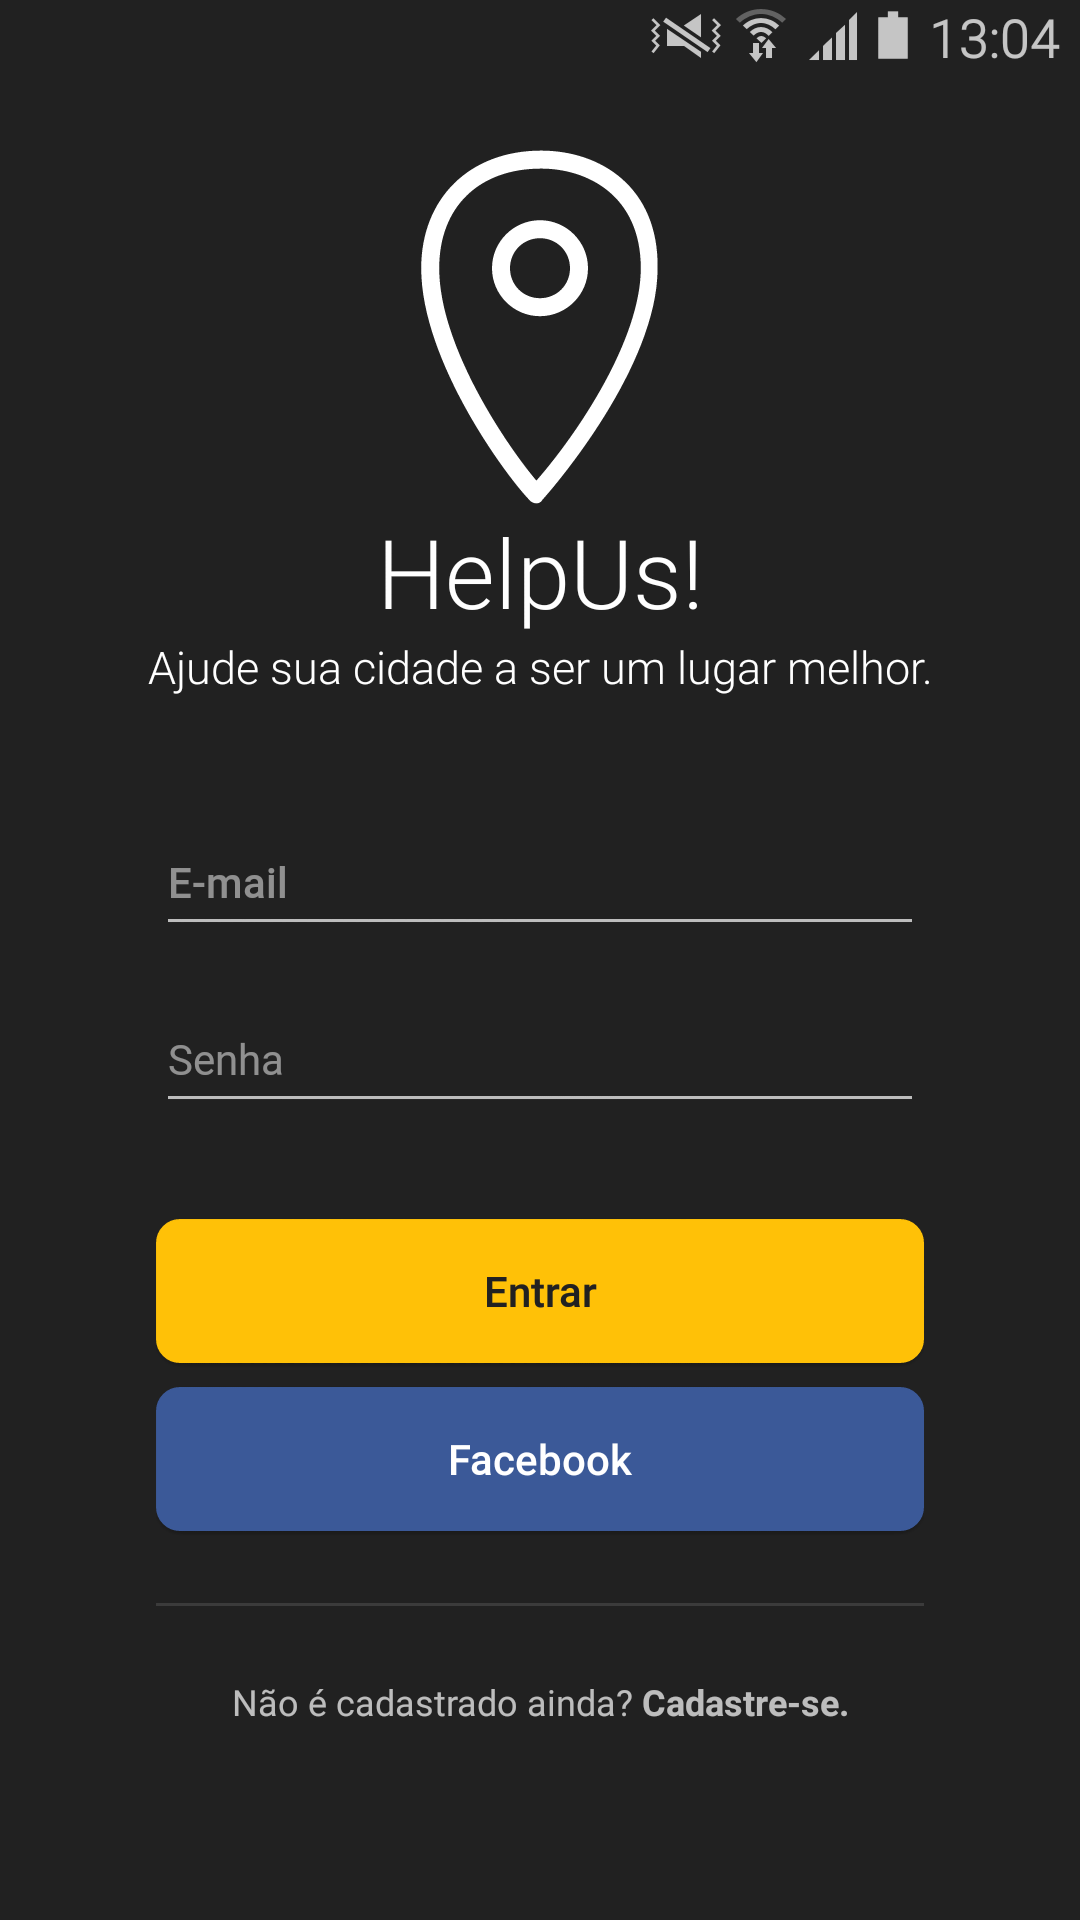 13:04
HelpUs!
Ajude sua cidade a ser um lugar melhor.
E-mail
Senha
Entrar
Facebook
Não é cadastrado ainda? Cadastre-se.